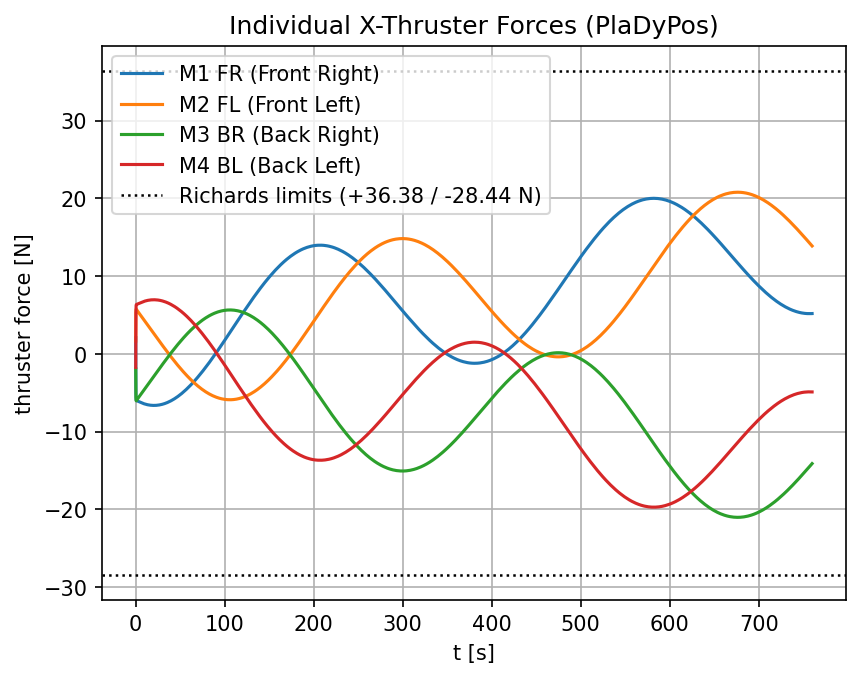 Individual X-Thruster Forces (PlaDyPos)
M1 FR (Front Right)
M2 FL (Front Left)
M3 BR (Back Right)
M4 BL (Back Left)
Richards limits (+36.38 / -28.44 N)
thruster force [N]
30
20
10
0
−10
−20
−30
0 100 200 300 400 500 600 700
t [s]